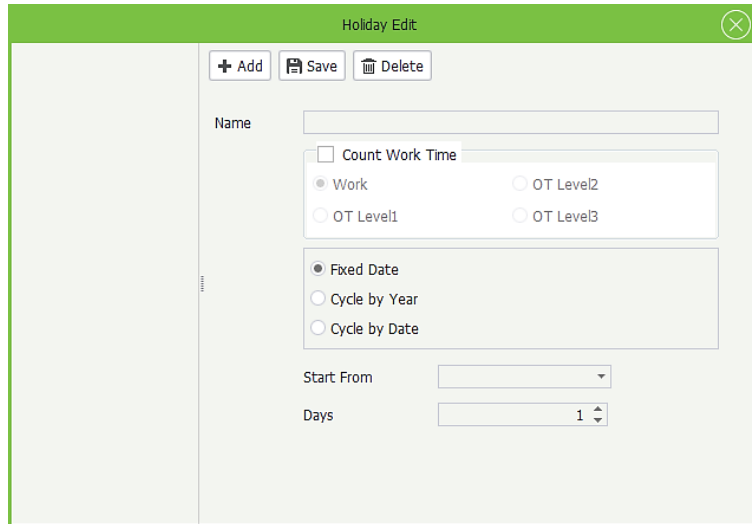 Holiday Edit
Add Save Delete
Name
Count Work Time
Work OT Level2
OT Level1 OT Level3
Fixed Date
Cycle by Year
Cycle by Date
Start From
Days 1